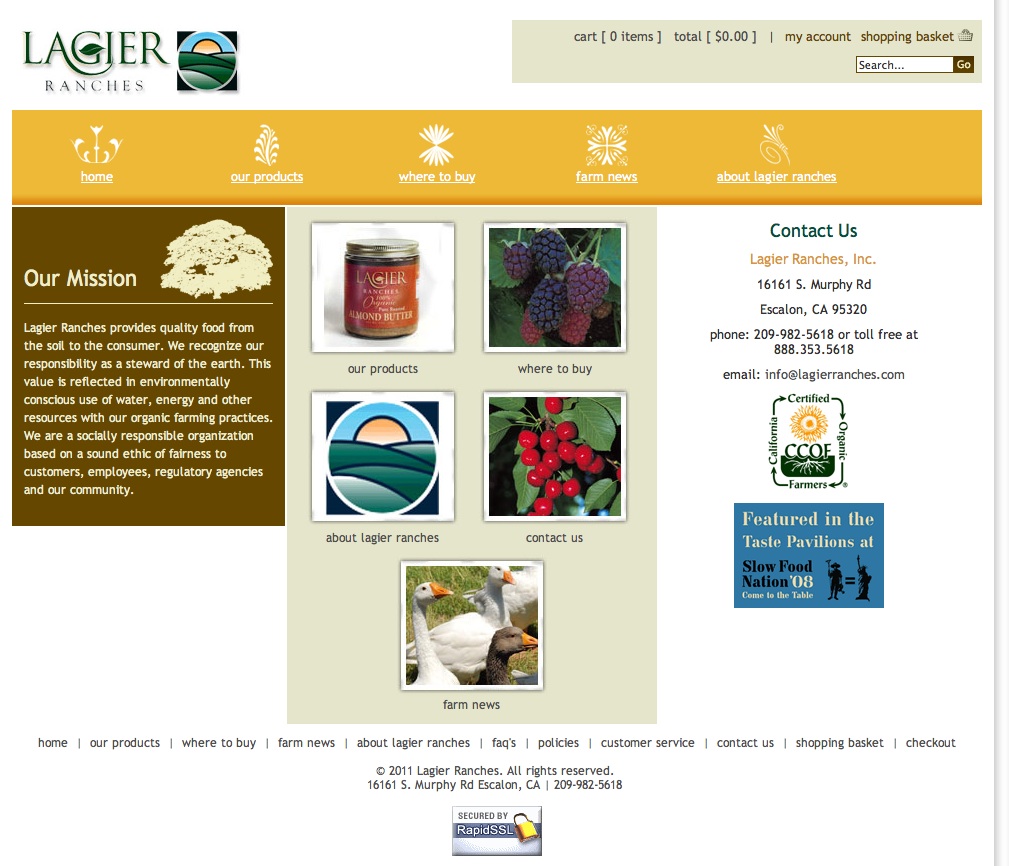 LAGIER
RANCHES
cart [ 0 items ] total [ $0.00 ] | my account shopping basket
Search... Go
home
our products
where to buy
farm news
about lagier ranches
Our Mission
Lagier Ranches provides quality food from
the soil to the consumer. We recognize our
responsibility as a steward of the earth. This
value is reflected in environmentally
conscious use of water, energy and other
resources with our organic farming practices.
We are a socially responsible organization
based on a sound ethic of fairness to
customers, employees, regulatory agencies
and our community.
LAGIER
RANCHES
100%
Organic
ALMOND BUTTER
our products
where to buy
about lagier ranches
contact us
farm news
Contact Us
Lagier Ranches, Inc.
16161 S. Murphy Rd
Escalon, CA 95320
phone: 209-982-5618 or toll free at
888.353.5618
email: info@lagierranches.com
Certified
California
Organic
CCOF
Farmers
®
Featured in the
Taste Pavilions at
Slow Food
Nation'08
Come to the Table
=
home | our products | where to buy | farm news | about lagier ranches | faq's | policies | customer service | contact us | shopping basket | checkout
© 2011 Lagier Ranches. All rights reserved.
16161 S. Murphy Rd Escalon, CA | 209-982-5618
SECURED BY
RapidSSL